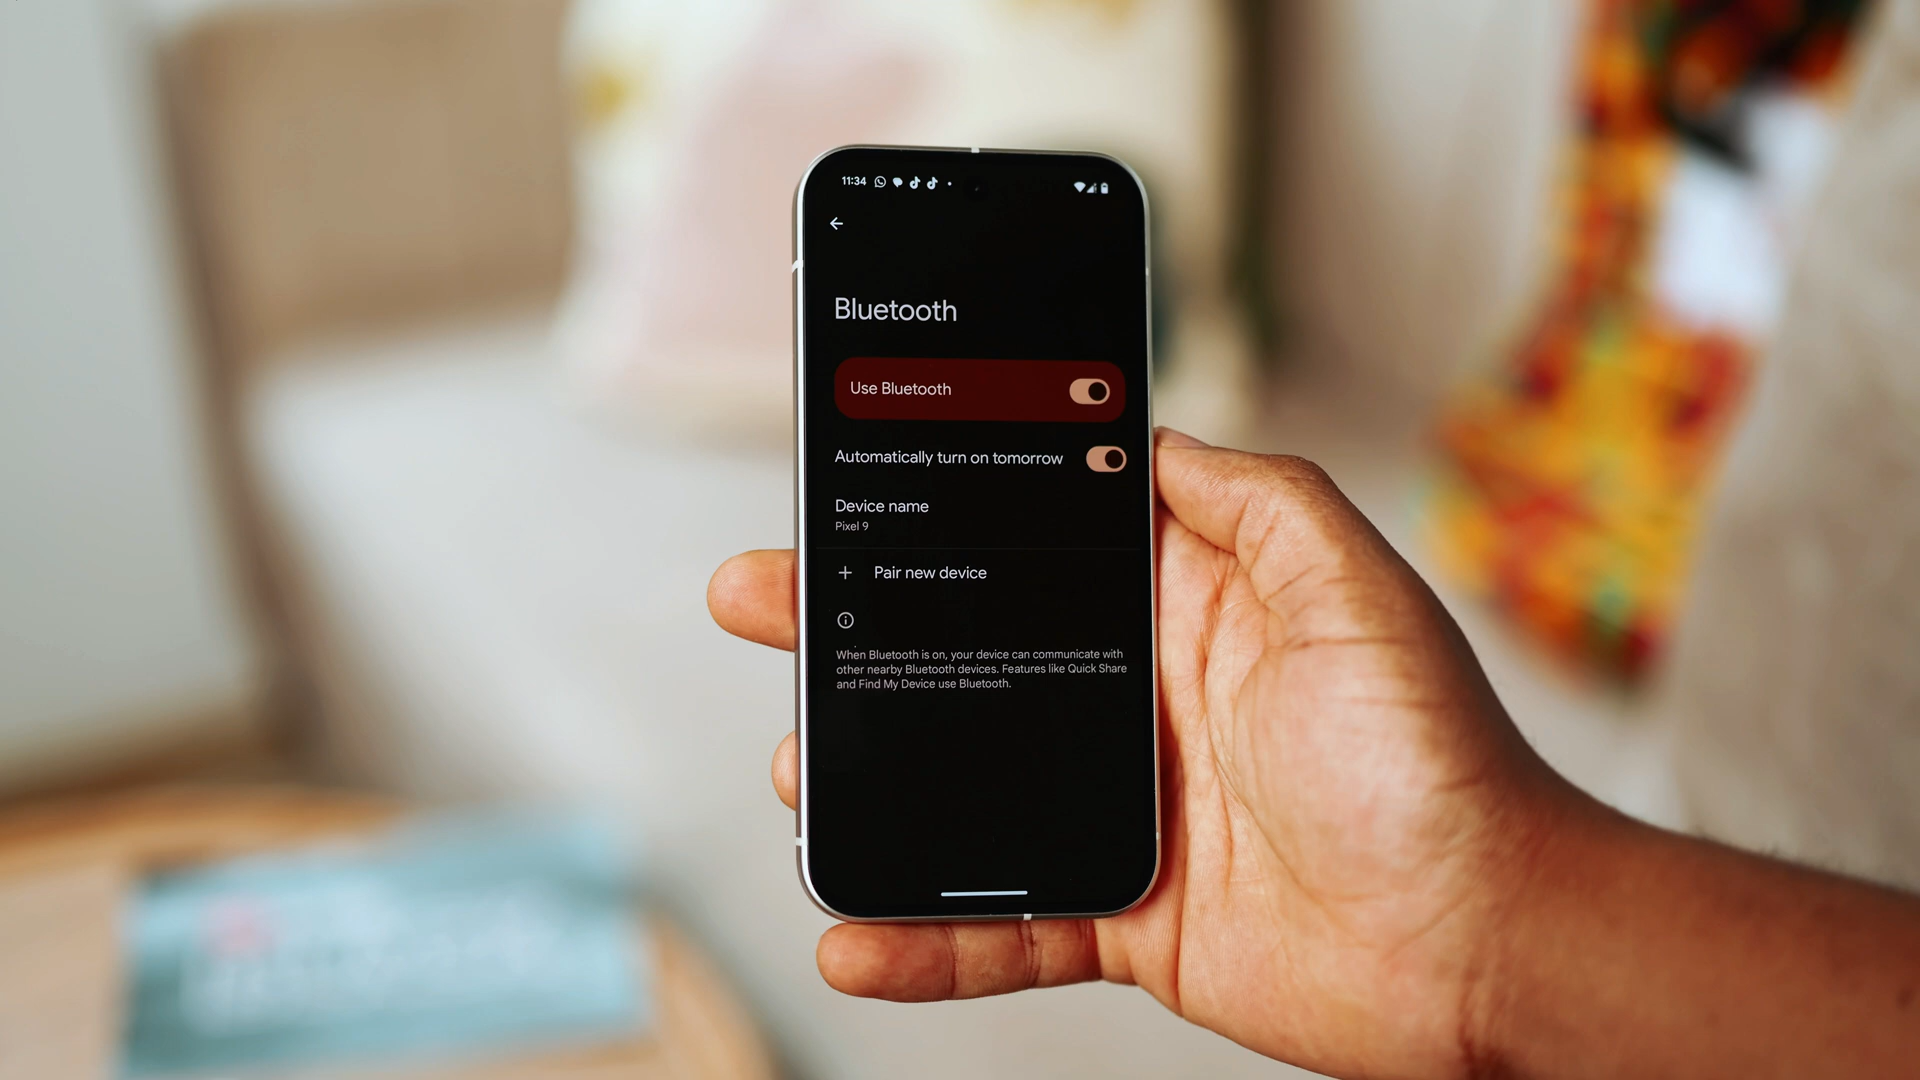 11:34
Bluetooth
Use Bluetooth
Automatically turn on tomorrow
Device name
Pixel 9
Pair new device
When Bluetooth is on, your device can communicate with
other nearby Bluetooth devices. Features like Quick Share
and Find My Device use Bluetooth.